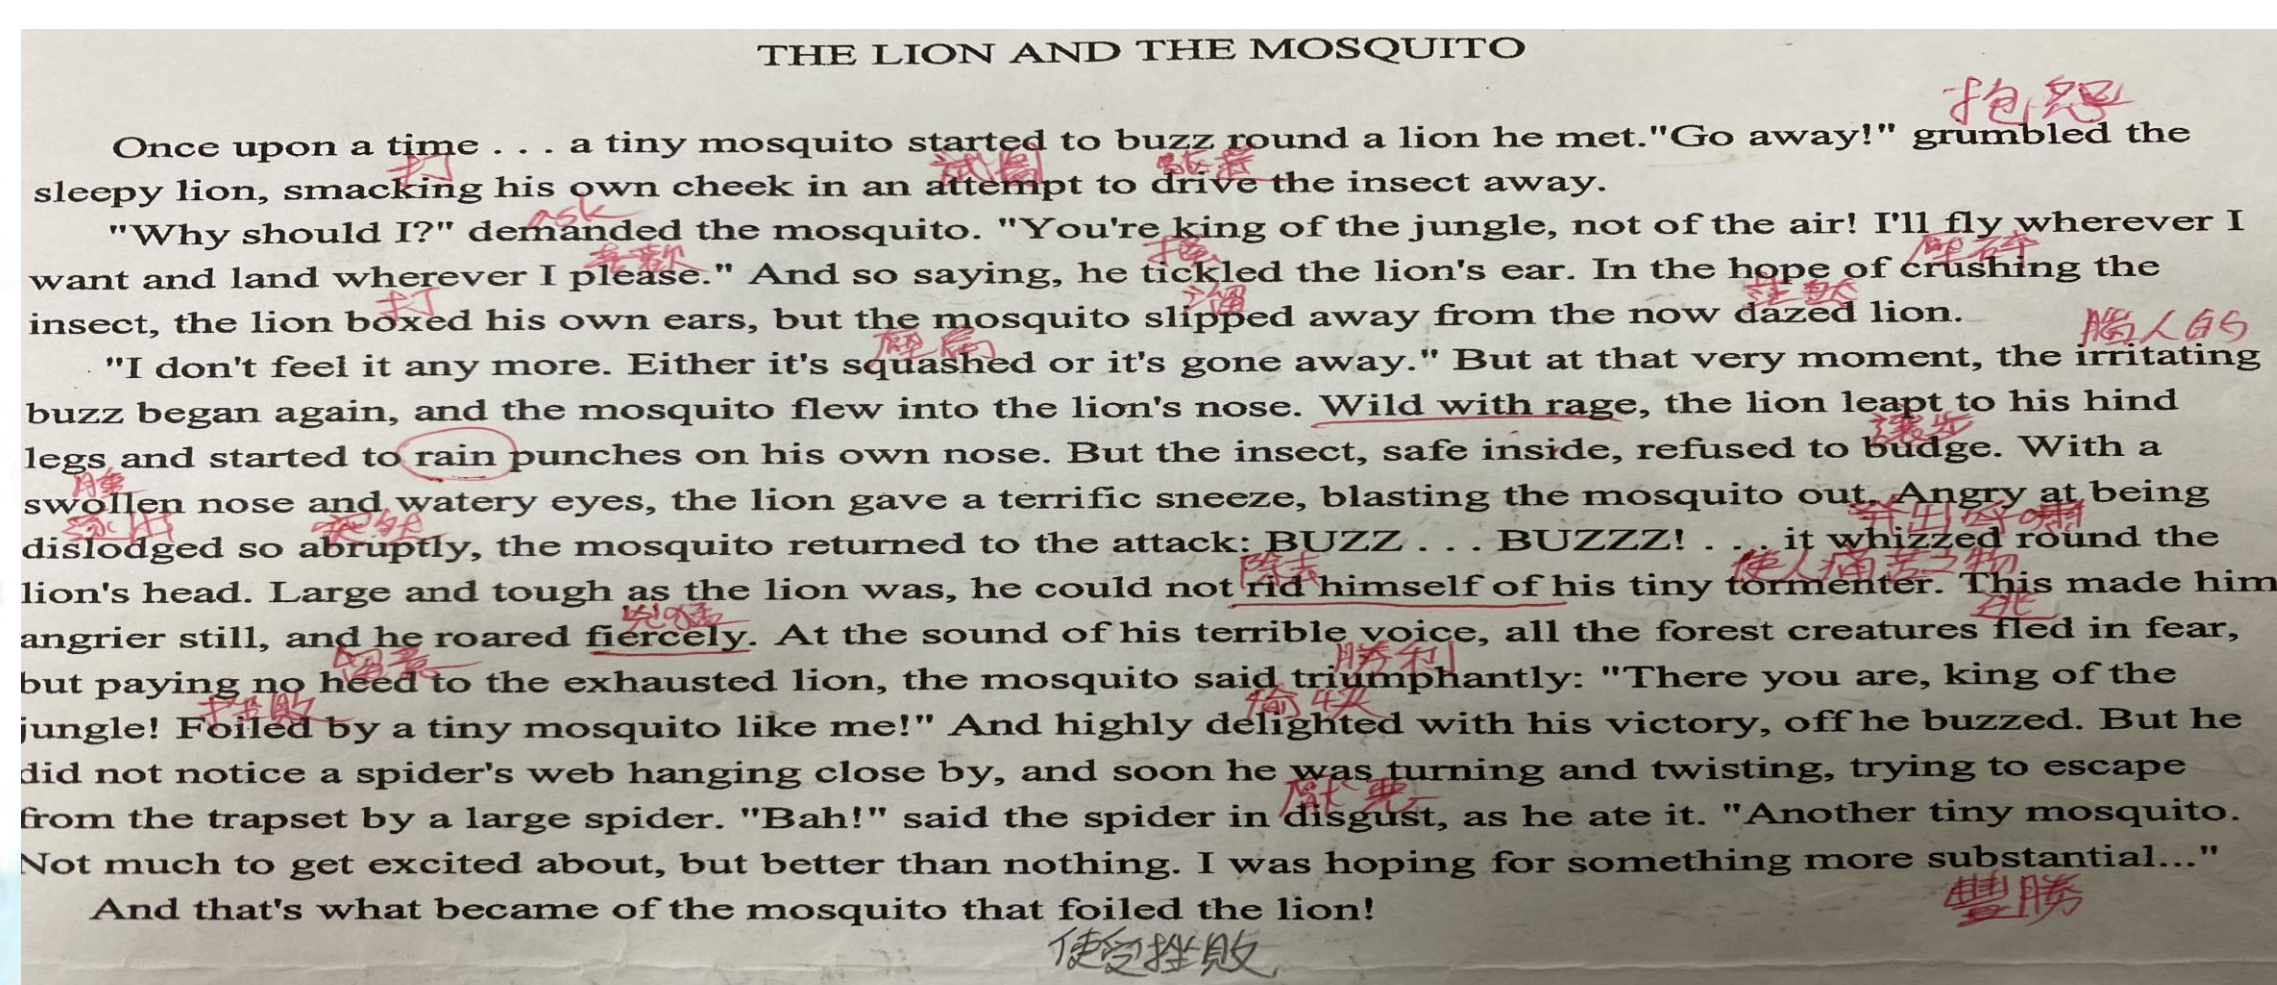 THE LION AND THE MOSQUITO
抱怨
Once upon a time . . . a tiny mosquito started to buzz round a lion he met."Go away!" grumbled the
打 試圖
sleepy lion, smacking his own cheek in an attempt to drive the insect away.
ask
"Why should I?" demanded the mosquito. "You're king of the jungle, not of the air! I'll fly wherever I
喜歡 搔 壓碎
want and land wherever I please." And so saying, he tickled the lion's ear. In the hope of crushing the
打 溜 茫然
insect, the lion boxed his own ears, but the mosquito slipped away from the now dazed lion.
壓扁 惱人的
"I don't feel it any more. Either it's squashed or it's gone away." But at that very moment, the irritating
buzz began again, and the mosquito flew into the lion's nose. Wild with rage, the lion leapt to his hind
讓步
legs and started to rain punches on his own nose. But the insect, safe inside, refused to budge. With a
腫
swollen nose and watery eyes, the lion gave a terrific sneeze, blasting the mosquito out. Angry at being
逐出 突然
dislodged so abruptly, the mosquito returned to the attack: BUZZ . . . BUZZZ! . . . it whizzed round the
除去 使人痛苦之物
lion's head. Large and tough as the lion was, he could not rid himself of his tiny tormenter. This made him
兇猛 逃
angrier still, and he roared fiercely. At the sound of his terrible voice, all the forest creatures fled in fear,
留意 勝利
but paying no heed to the exhausted lion, the mosquito said triumphantly: "There you are, king of the
挫敗 愉快
jungle! Foiled by a tiny mosquito like me!" And highly delighted with his victory, off he buzzed. But he
did not notice a spider's web hanging close by, and soon he was turning and twisting, trying to escape
厭惡
from the trapset by a large spider. "Bah!" said the spider in disgust, as he ate it. "Another tiny mosquito.
Not much to get excited about, but better than nothing. I was hoping for something more substantial..."
豐勝
And that's what became of the mosquito that foiled the lion!
使受挫敗